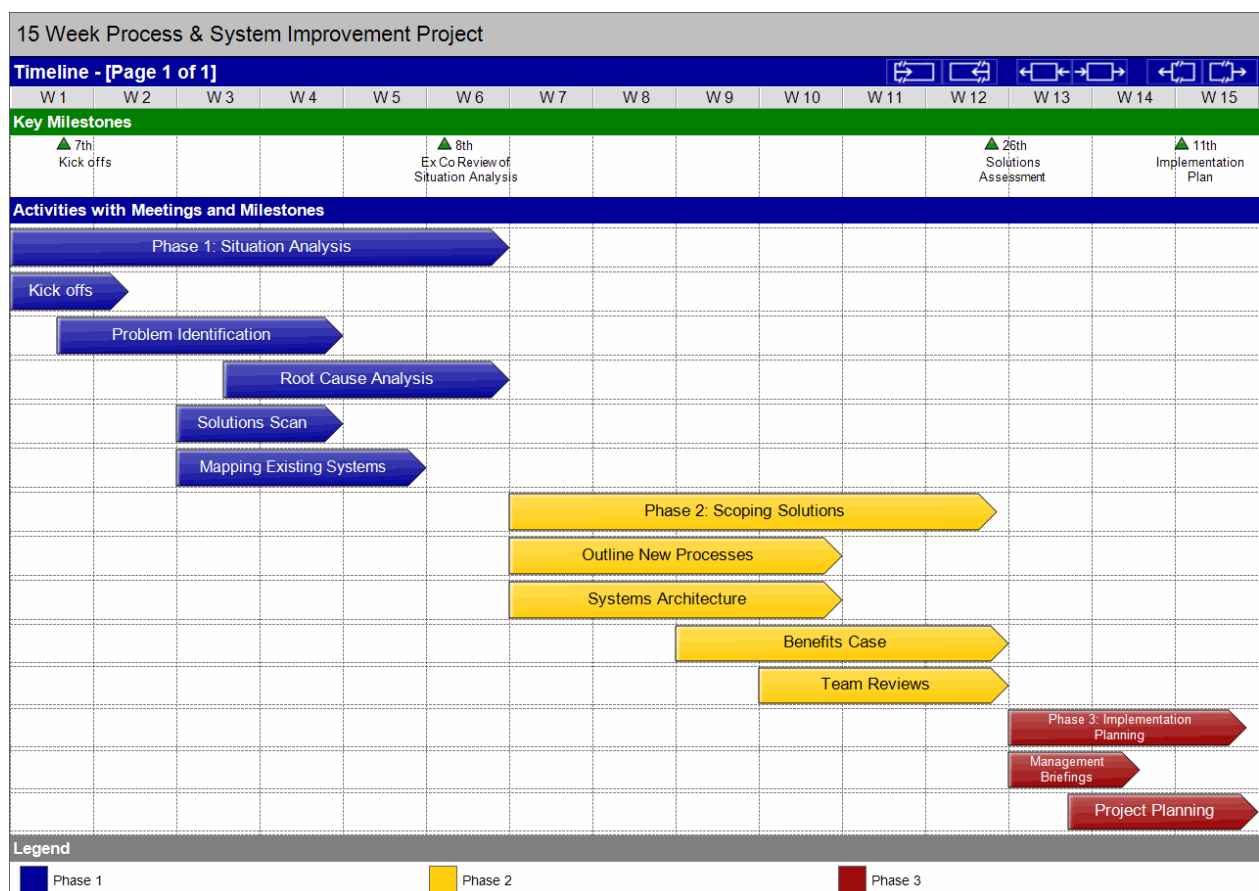 15 Week Process & System Improvement Project
Timeline - [Page 1 of 1]
W 1 W 2 W 3 W 4 W 5 W 6 W 7 W 8 W 9 W 10 W 11 W 12 W 13 W 14 W 15
Key Milestones
7th 8th 26th 11th
Kick offs Ex Co Review of Solutions Implementation
Situation Analysis Assessment Plan
Activities with Meetings and Milestones
Phase 1: Situation Analysis
Kick offs
Problem Identification
Root Cause Analysis
Solutions Scan
Mapping Existing Systems
Phase 2: Scoping Solutions
Outline New Processes
Systems Architecture
Benefits Case
Team Reviews
Phase 3: Implementation
Planning
Management
Briefings
Project Planning
Legend
Phase 1 Phase 2 Phase 3